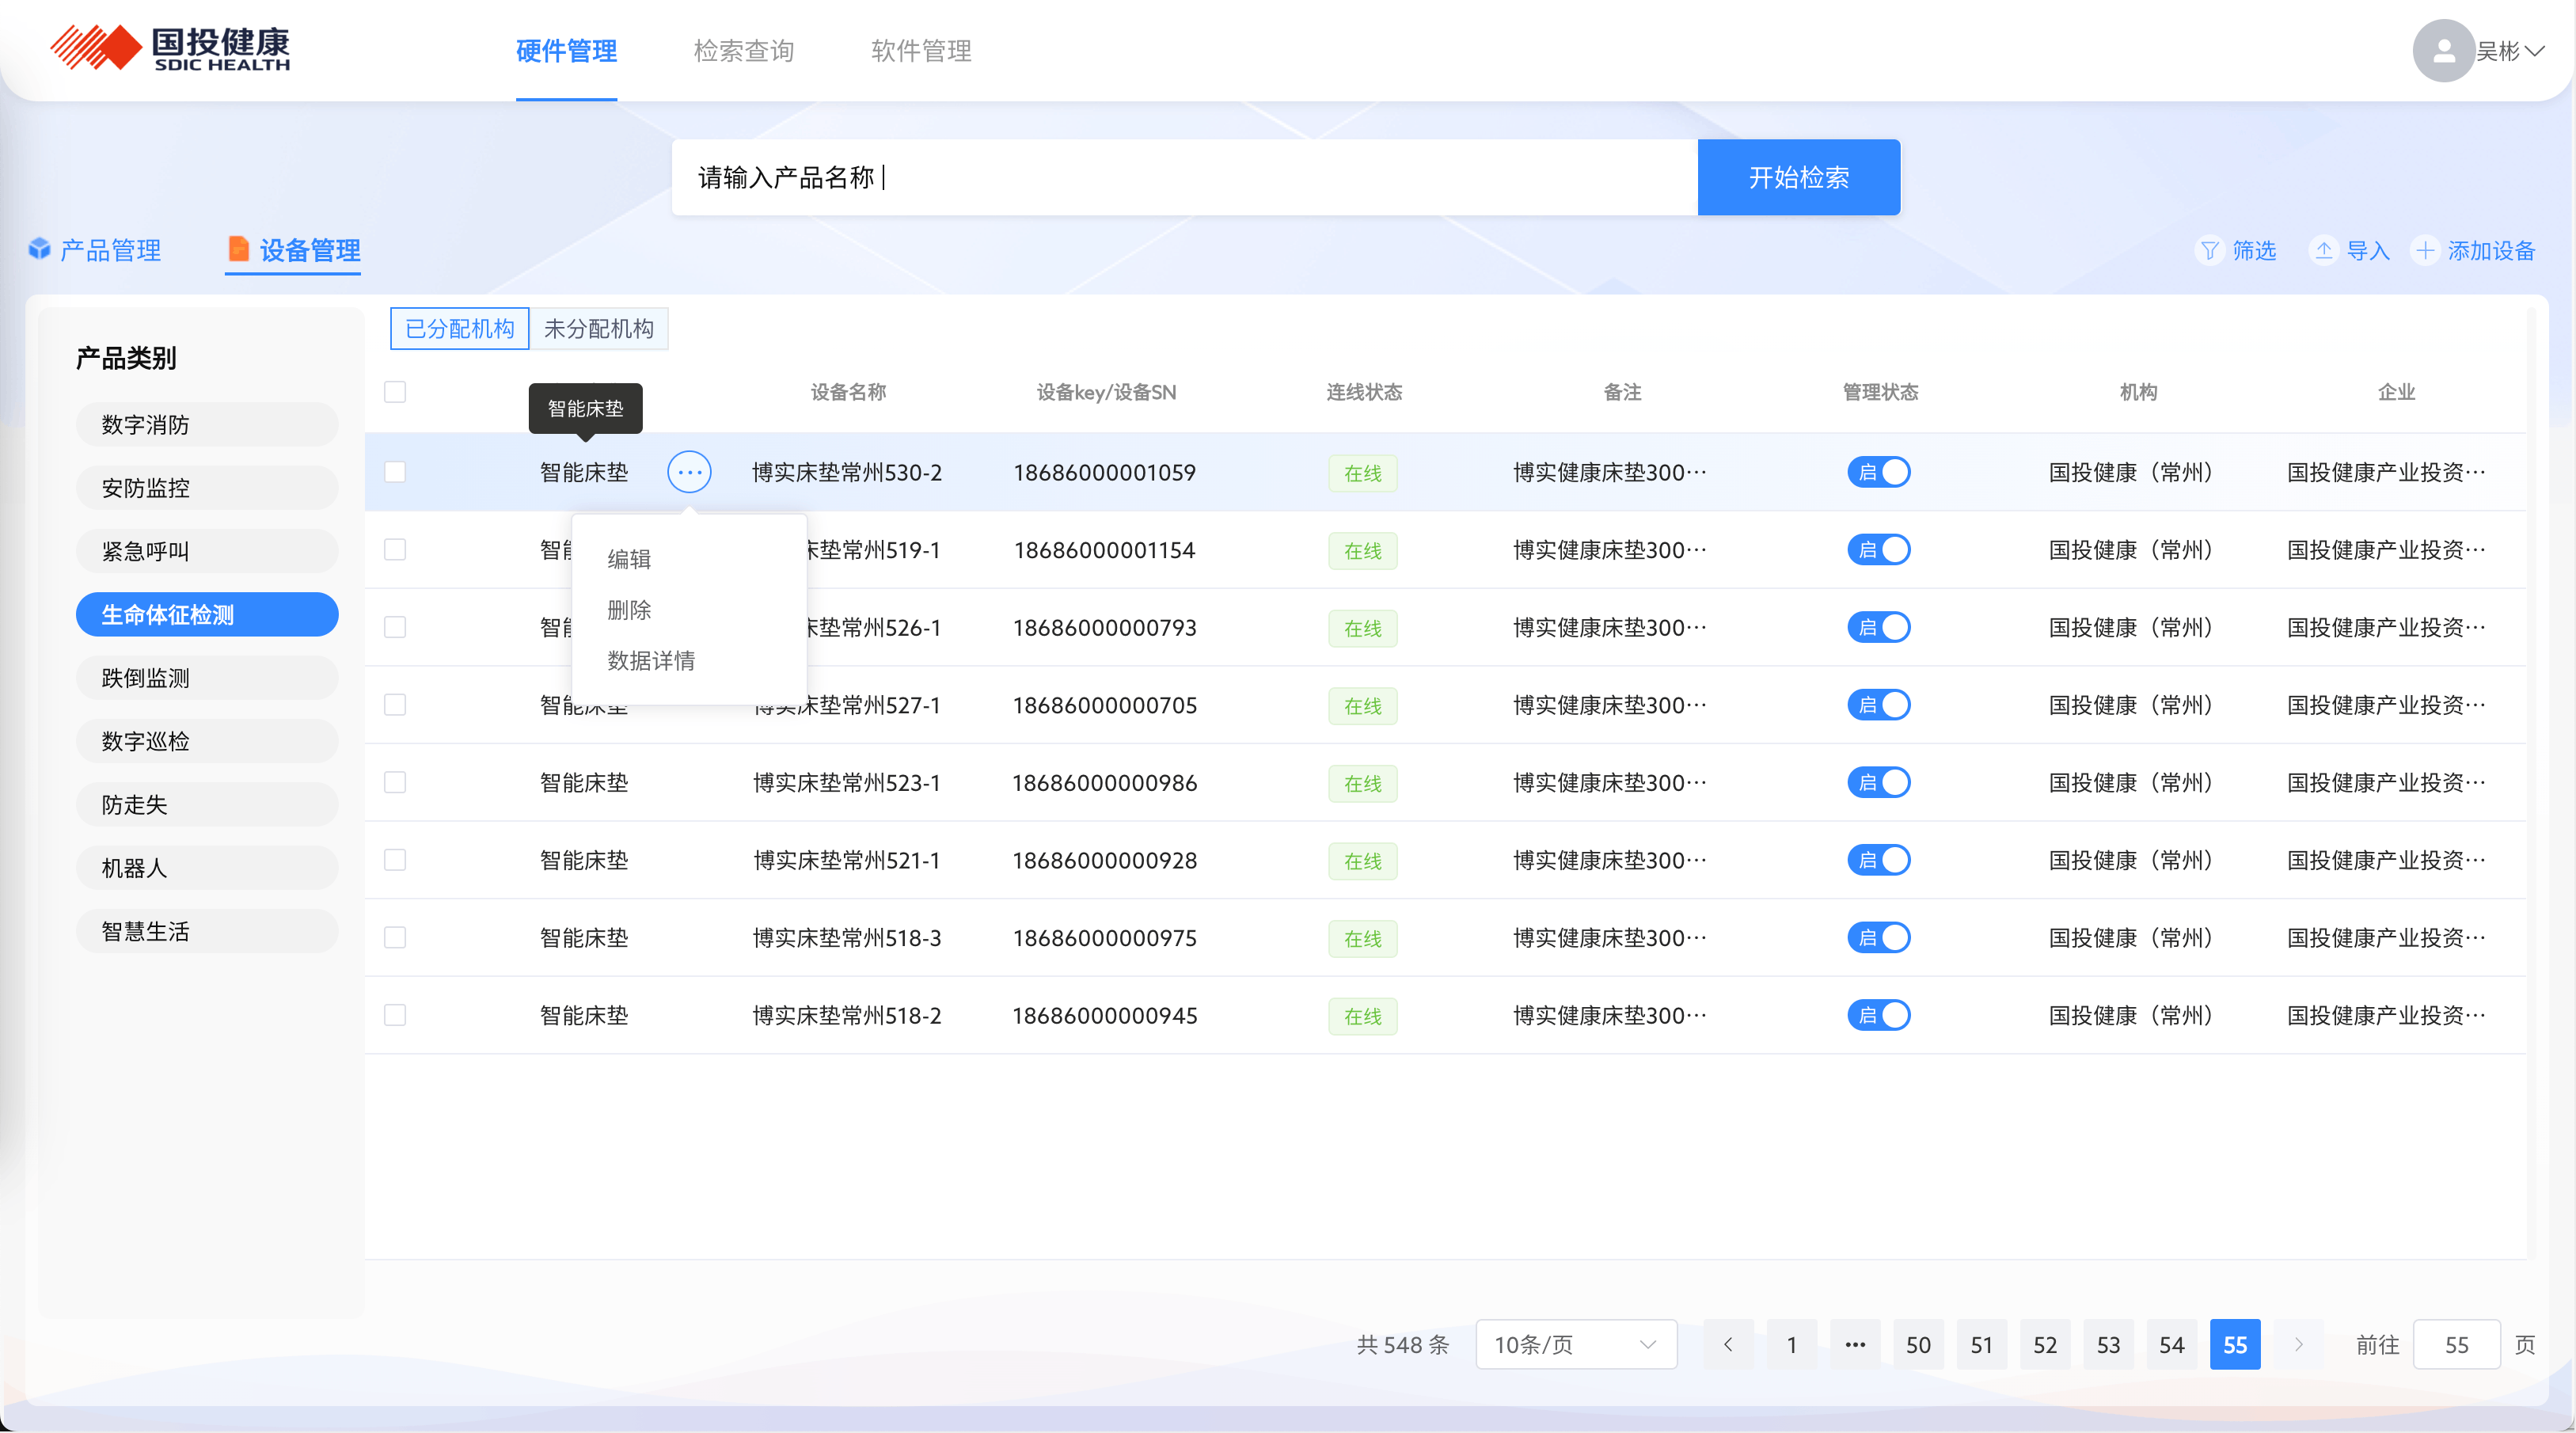 国投健康
SDIC HEALTH
硬件管理 检索查询 软件管理
吴彬
请输入产品名称
开始检索
产品管理 设备管理
筛选 导入 添加设备
产品类别
数字消防
安防监控
紧急呼叫
生命体征检测
跌倒监测
数字巡检
防走失
机器人
智慧生活
已分配机构 未分配机构
智能床垫
设备名称 设备key/设备SN 连线状态 备注 管理状态 机构 企业
智能床垫 博实床垫常州530-2 18686000001059 在线 博实健康床垫300… 启 国投健康（常州） 国投健康产业投资…
智 床垫常州519-1 18686000001154 在线 博实健康床垫300… 启 国投健康（常州） 国投健康产业投资…
智 床垫常州526-1 18686000000793 在线 博实健康床垫300… 启 国投健康（常州） 国投健康产业投资…
智能床垫 博实床垫常州527-1 18686000000705 在线 博实健康床垫300… 启 国投健康（常州） 国投健康产业投资…
编辑
删除
数据详情
智能床垫 博实床垫常州523-1 18686000000986 在线 博实健康床垫300… 启 国投健康（常州） 国投健康产业投资…
智能床垫 博实床垫常州521-1 18686000000928 在线 博实健康床垫300… 启 国投健康（常州） 国投健康产业投资…
智能床垫 博实床垫常州518-3 18686000000975 在线 博实健康床垫300… 启 国投健康（常州） 国投健康产业投资…
智能床垫 博实床垫常州518-2 18686000000945 在线 博实健康床垫300… 启 国投健康（常州） 国投健康产业投资…
共 548 条 10条/页 1 ••• 50 51 52 53 54 55 前往 55 页